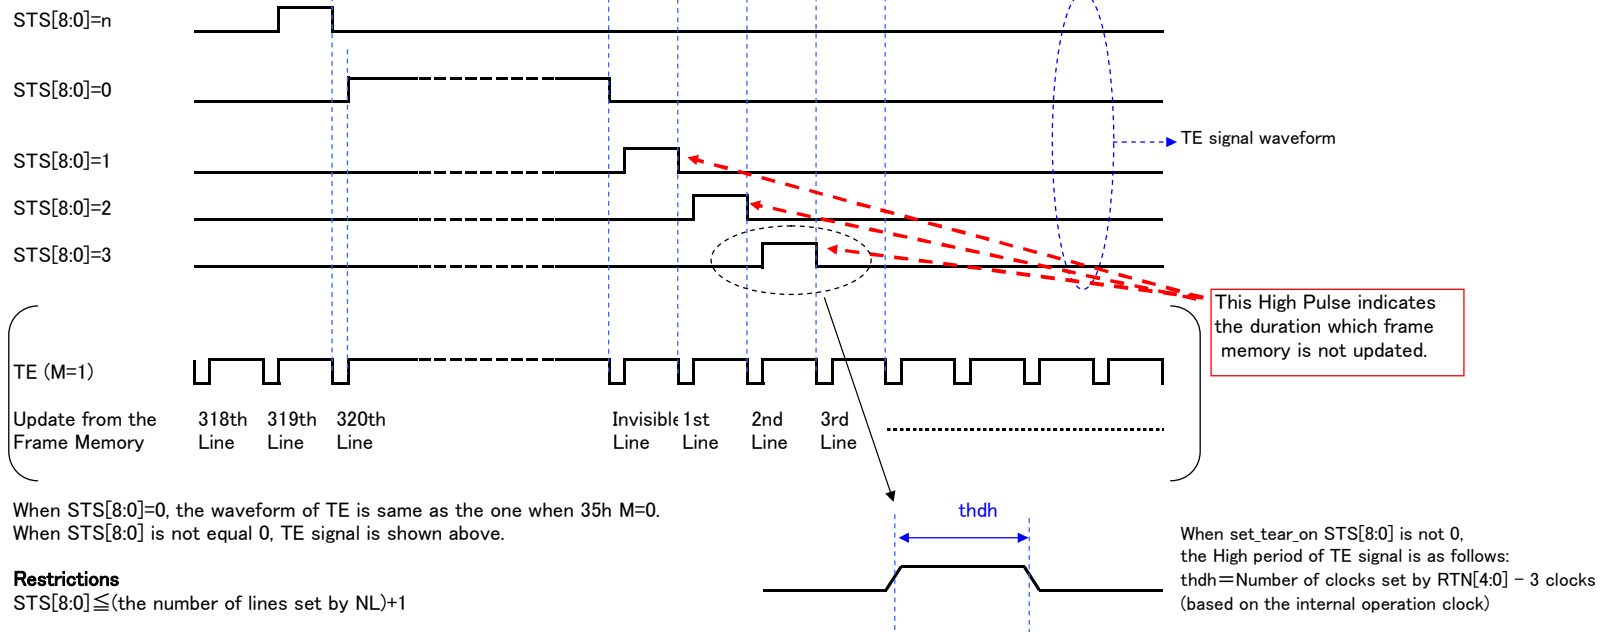 STS[8:0]=n
STS[8:0]=0
TE signal waveform
STS[8:0]=1
STS[8:0]=2
STS[8:0]=3
This High Pulse indicates
the duration which frame
memory is not updated.
TE (M=1)
Update from the
Frame Memory
318th
Line
319th
Line
320th
Line
Invisible
Line
1st
Line
2nd
Line
3rd
Line
When STS[8:0]=0, the waveform of TE is same as the one when 35h M=0.
When STS[8:0] is not equal 0, TE signal is shown above.
Restrictions
STS[8:0]≦(the number of lines set by NL)+1
thdh
When set_tear_on STS[8:0] is not 0,
the High period of TE signal is as follows:
thdh=Number of clocks set by RTN[4:0] - 3 clocks
(based on the internal operation clock)